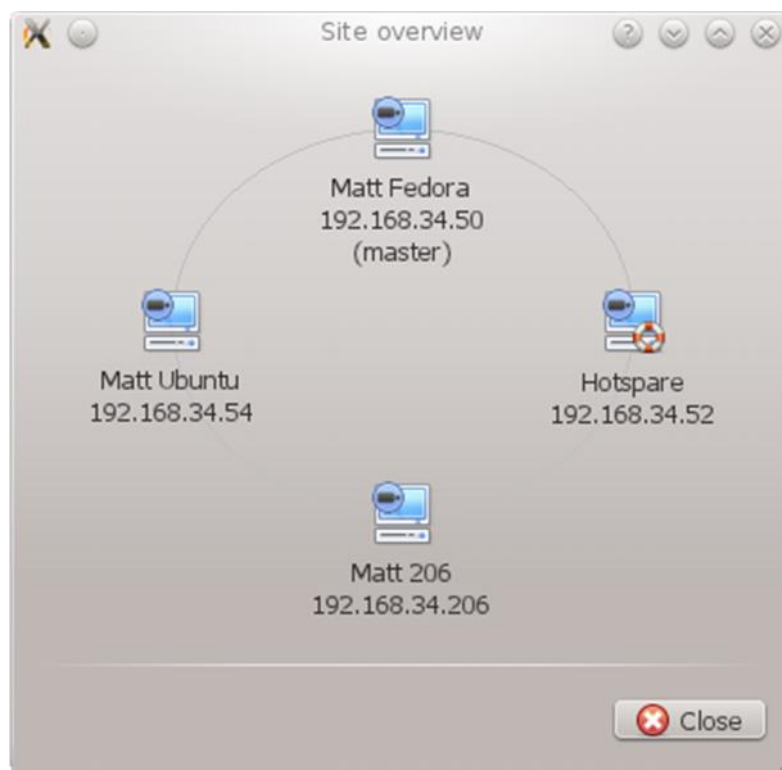 Site overview
Matt Fedora
192.168.34.50
(master)
Matt Ubuntu
192.168.34.54
Hotspare
192.168.34.52
Matt 206
192.168.34.206
Close